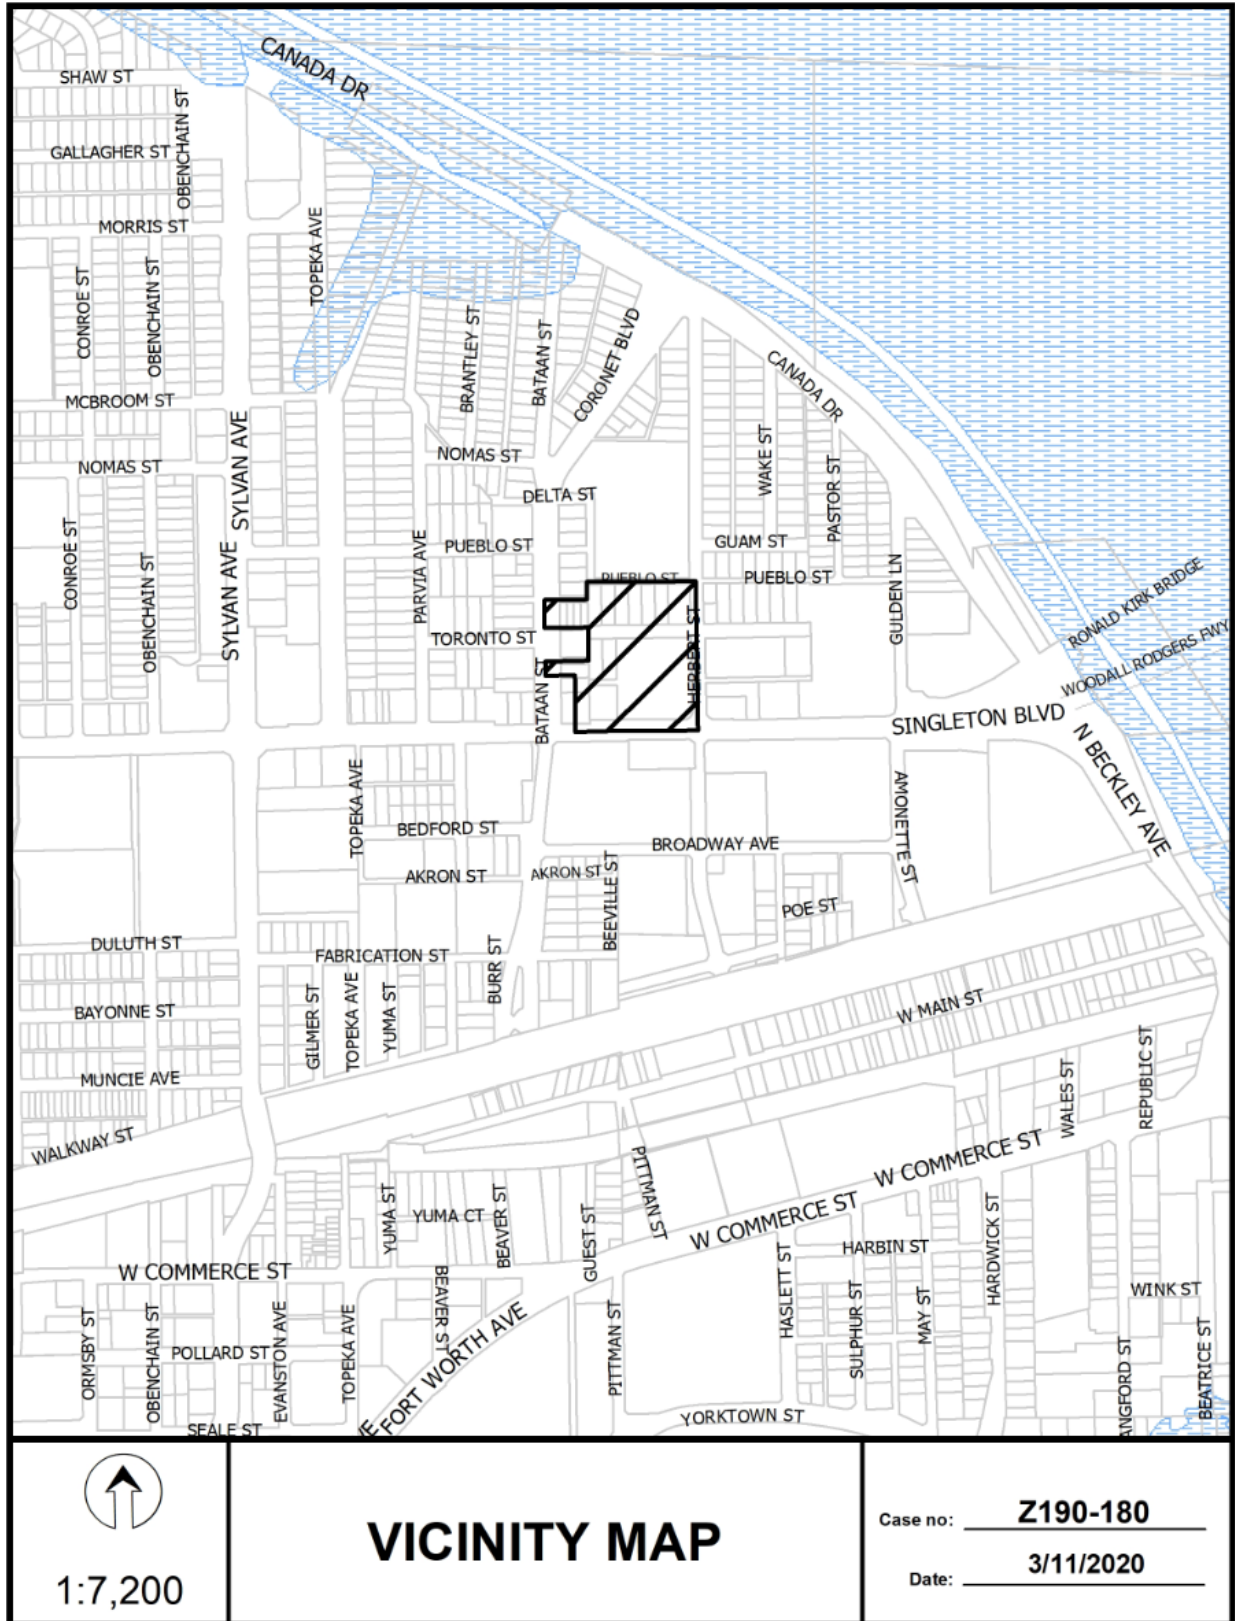 CANADA DR
SHAW ST
OBENCHAIN ST
GALLAGHER ST
MORRIS ST
TOPEKA AVE
CONROE ST
OBENCHAIN ST
BRANTLEY ST
BATAAN ST
CORONET BLVD
CANADA DR
MCBROOM ST
SYLVAN AVE
NOMAS ST
NOMAS ST
WAKE ST
PASTOR ST
DELTA ST
CONROE ST
OBENCHAIN ST
SYLVAN AVE
PARVIA AVE
PUEBLO ST
GUAM ST
PUEBLO ST
PUEBLO ST
GULDEN LN
RONALD KIRK BRIDGE
TORONTO ST
HERBERT ST
WOODALL RODGERS FWY
BATAAN ST
SINGLETON BLVD
N BECKLEY AVE
TOPEKA AVE
AMONETTE ST
BEDFORD ST
BROADWAY AVE
AKRON ST
AKRON ST
BEEVILLE ST
POE ST
DULUTH ST
FABRICATION ST
BURR ST
BAYONNE ST
GILMER ST
TOPEKA AVE
YUMA ST
W MAIN ST
MUNCIE AVE
WALES ST
REPUBLIC ST
WALKWAY ST
PITTMAN ST
W COMMERCE ST
YUMA ST
YUMA CT
BEAVER ST
GUEST ST
W COMMERCE ST
HARDWICK ST
HARBIN ST
W COMMERCE ST
BEAVER ST
HASLETT ST
SULPHUR ST
MAY ST
WINK ST
ORMSBY ST
OBENCHAIN ST
POLLARD ST
EVANSTON AVE
TOPEKA AVE
FORT WORTH AVE
PITTMAN ST
ANGFORD ST
BEATRICE ST
SEALE ST
VE
YORKTOWN ST
1:7,200
VICINITY MAP
Case no: Z190-180
Date: 3/11/2020